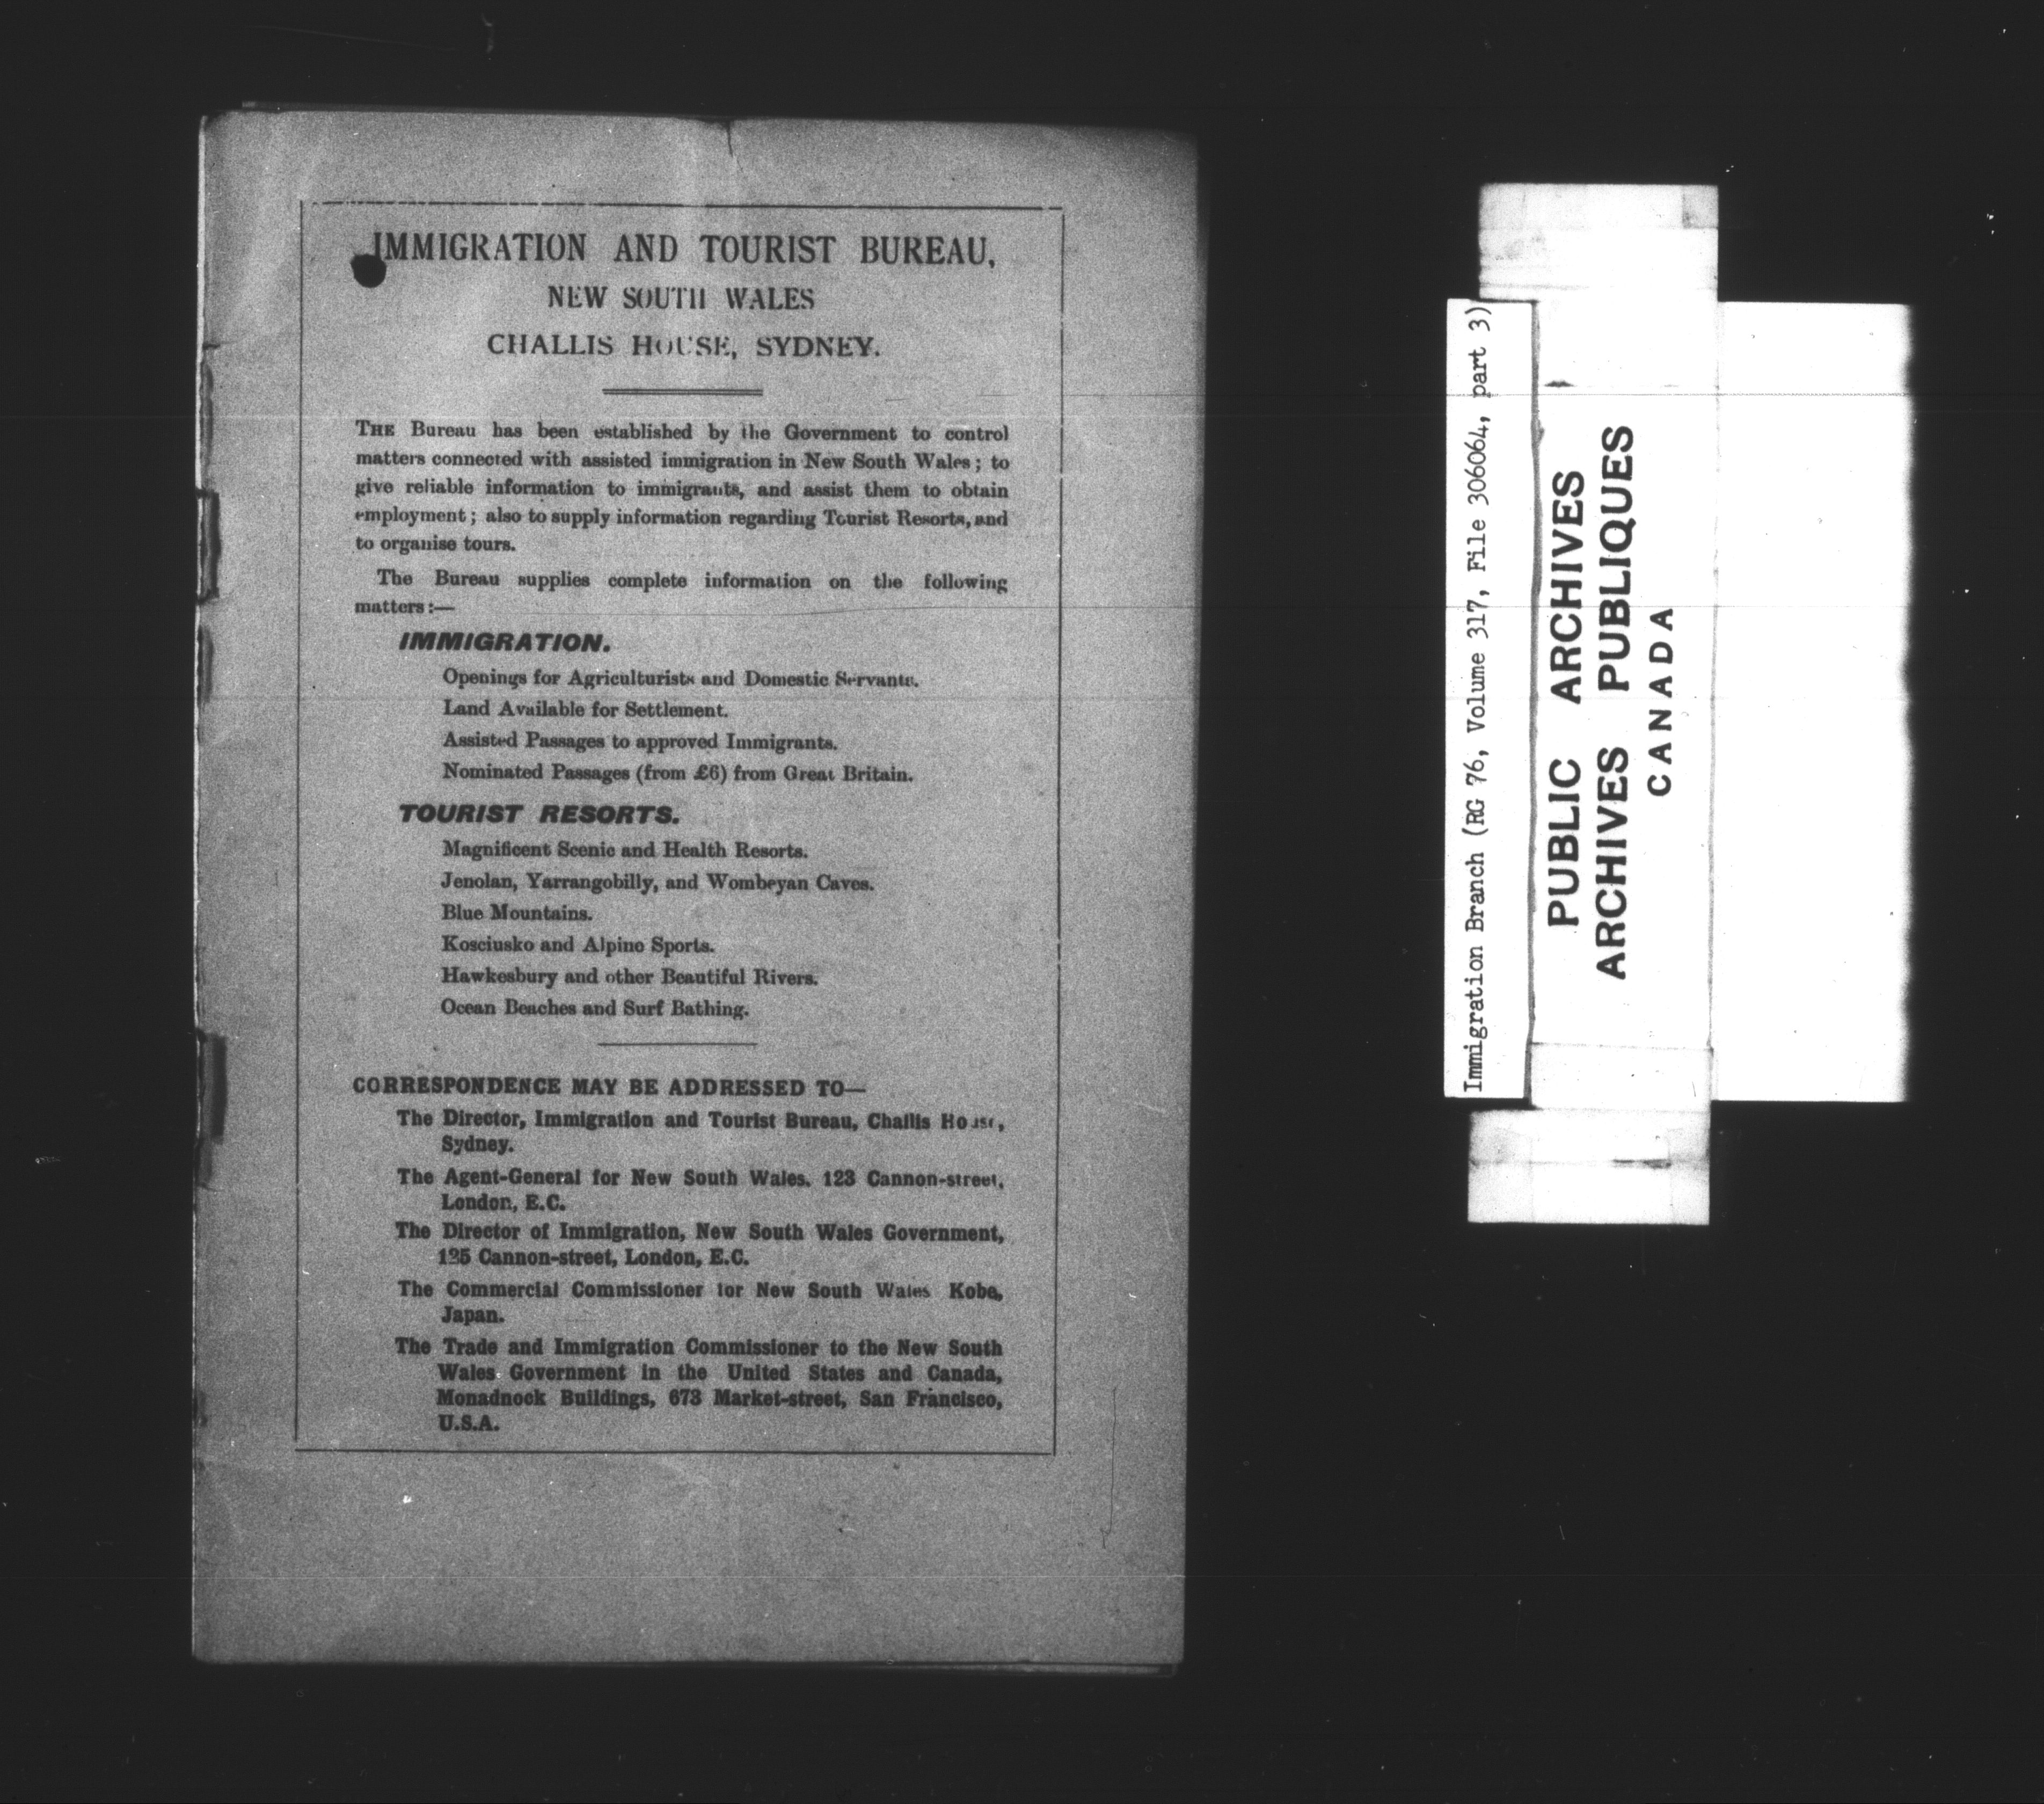 IMMIGRATION AND TOURIST BUREAU,
NEW SOUTH WALES
CHALLIS HOUSE, SYDNEY.
THE Bureau has been established by the Government to control
matters connected with assisted immigration in New South Wales; to
give reliable information to immigrants, and assist them to obtain
employment; also to supply information regarding Tourist Resorts, and
to organise tours.
The Bureau supplies complete information on the following
matters:—
IMMIGRATION.
Openings for Agriculturists and Domestic Servants.
Land Available for Settlement.
Assisted Passages to approved Immigrants.
Nominated Passages (from £6) from Great Britain.
TOURIST RESORTS.
Magnificent Scenic and Health Resorts.
Jenolan, Yarrangobilly, and Wombeyan Caves.
Blue Mountains.
Kosciusko and Alpine Sports.
Hawkesbury and other Beautiful Rivers.
Ocean Beaches and Surf Bathing.
CORRESPONDENCE MAY BE ADDRESSED TO—
The Director, Immigration and Tourist Bureau, Challis House,
Sydney.
The Agent-General for New South Wales, 123 Cannon-street,
London, E.C.
The Director of Immigration, New South Wales Government,
125 Cannon-street, London, E.C.
The Commercial Commissioner for New South Wales Kobe,
Japan.
The Trade and Immigration Commissioner to the New South
Wales Government in the United States and Canada,
Monadnock Buildings, 673 Market-street, San Francisco,
U.S.A.
Immigration Branch (RG 76, Volume 317, File 306064, part 3)
PUBLIC ARCHIVES
ARCHIVES PUBLIQUES
CANADA